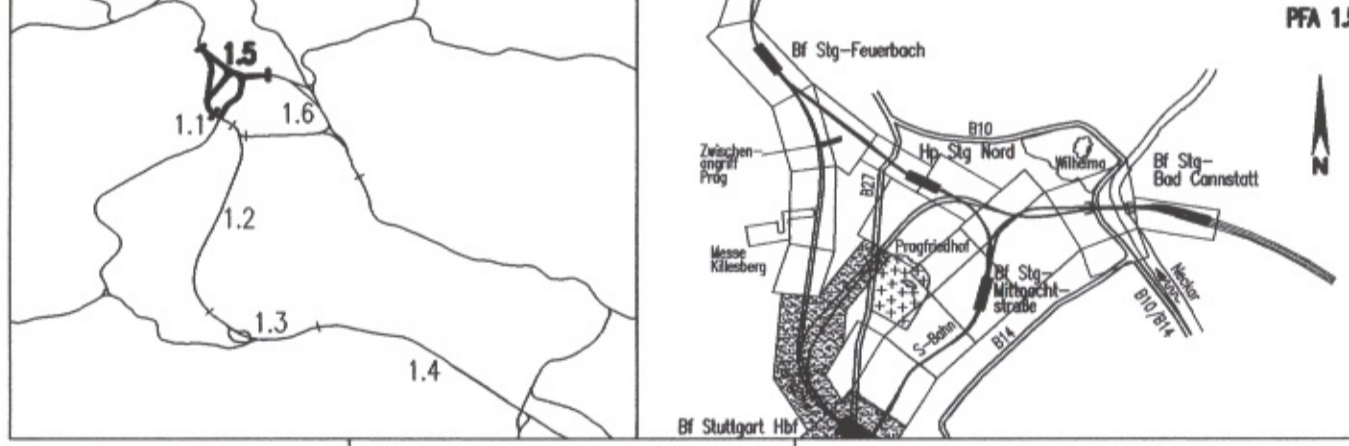 1.5
1.6
1.1
1.2
1.3
1.4
PFA 1.5
Bf Stg-Feuerbach
B10
Zwischen-
angriff
Prag
Hp Stg Nord
Wilhelma
Bf Stg-
Bad Cannstatt
N
B27
Messe
Killesberg
Pragfriedhof
Bf Stg-
Mittnacht-
straße
Neckar
B10/B14
S-Bahn
B14
Bf Stuttgart Hbf